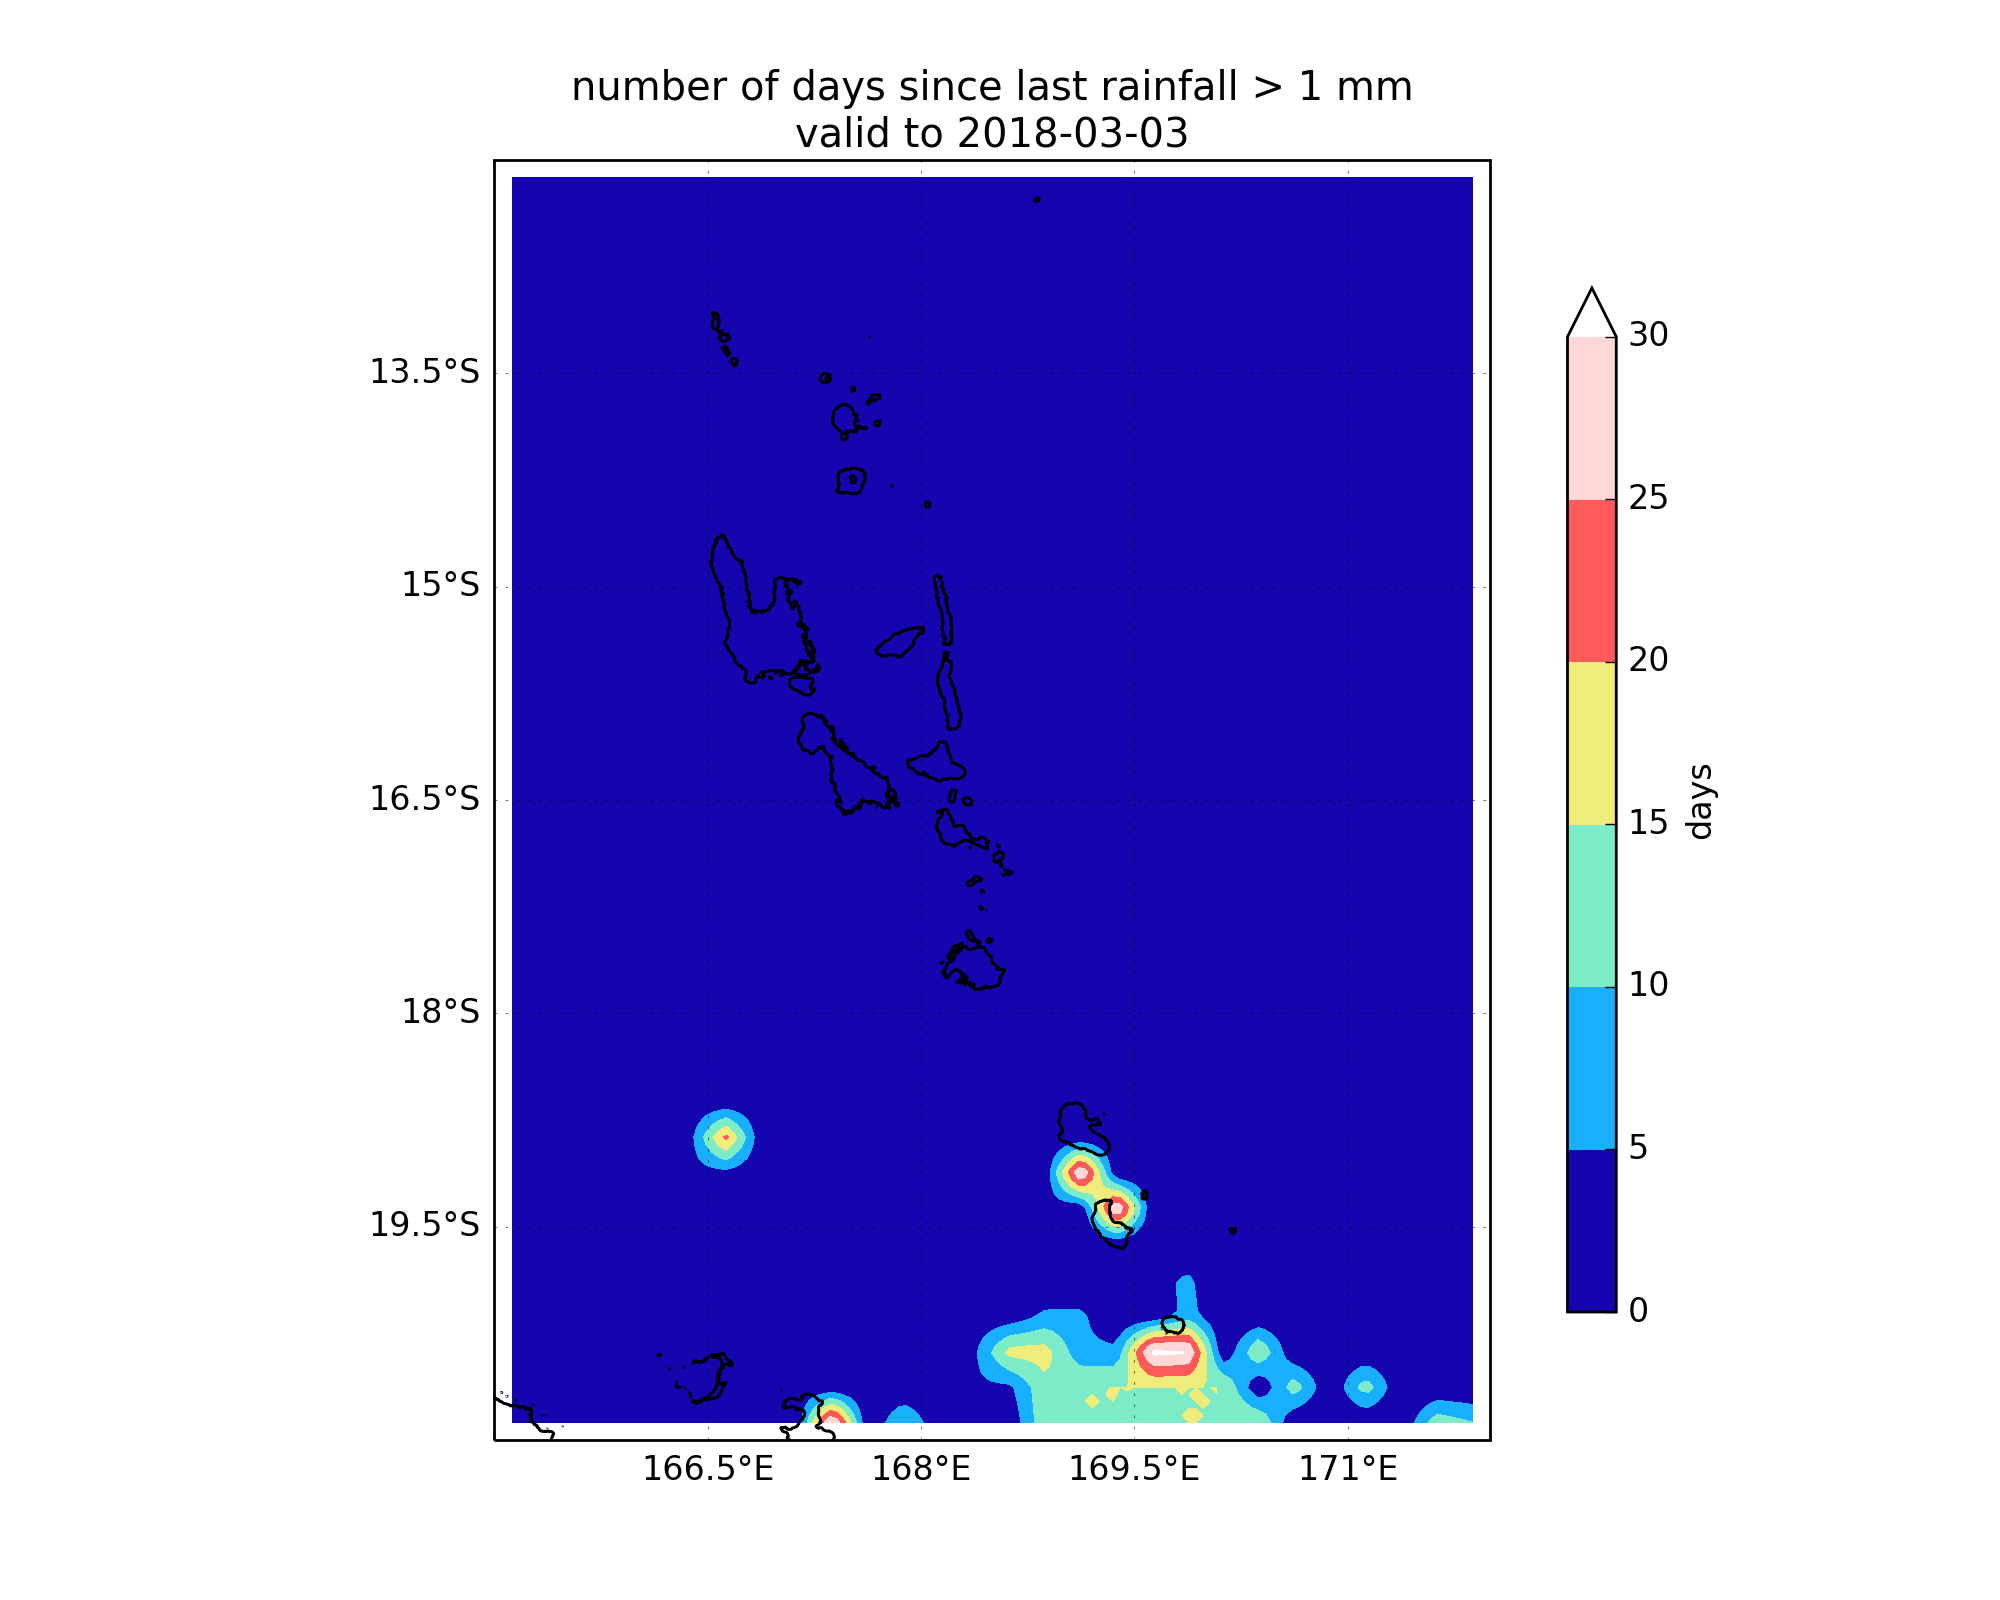 number of days since last rainfall > 1 mm
valid to 2018-03-03
13.5°S
15°S
16.5°S
18°S
19.5°S
166.5°E
168°E
169.5°E
171°E
30
25
20
15
10
5
0
days